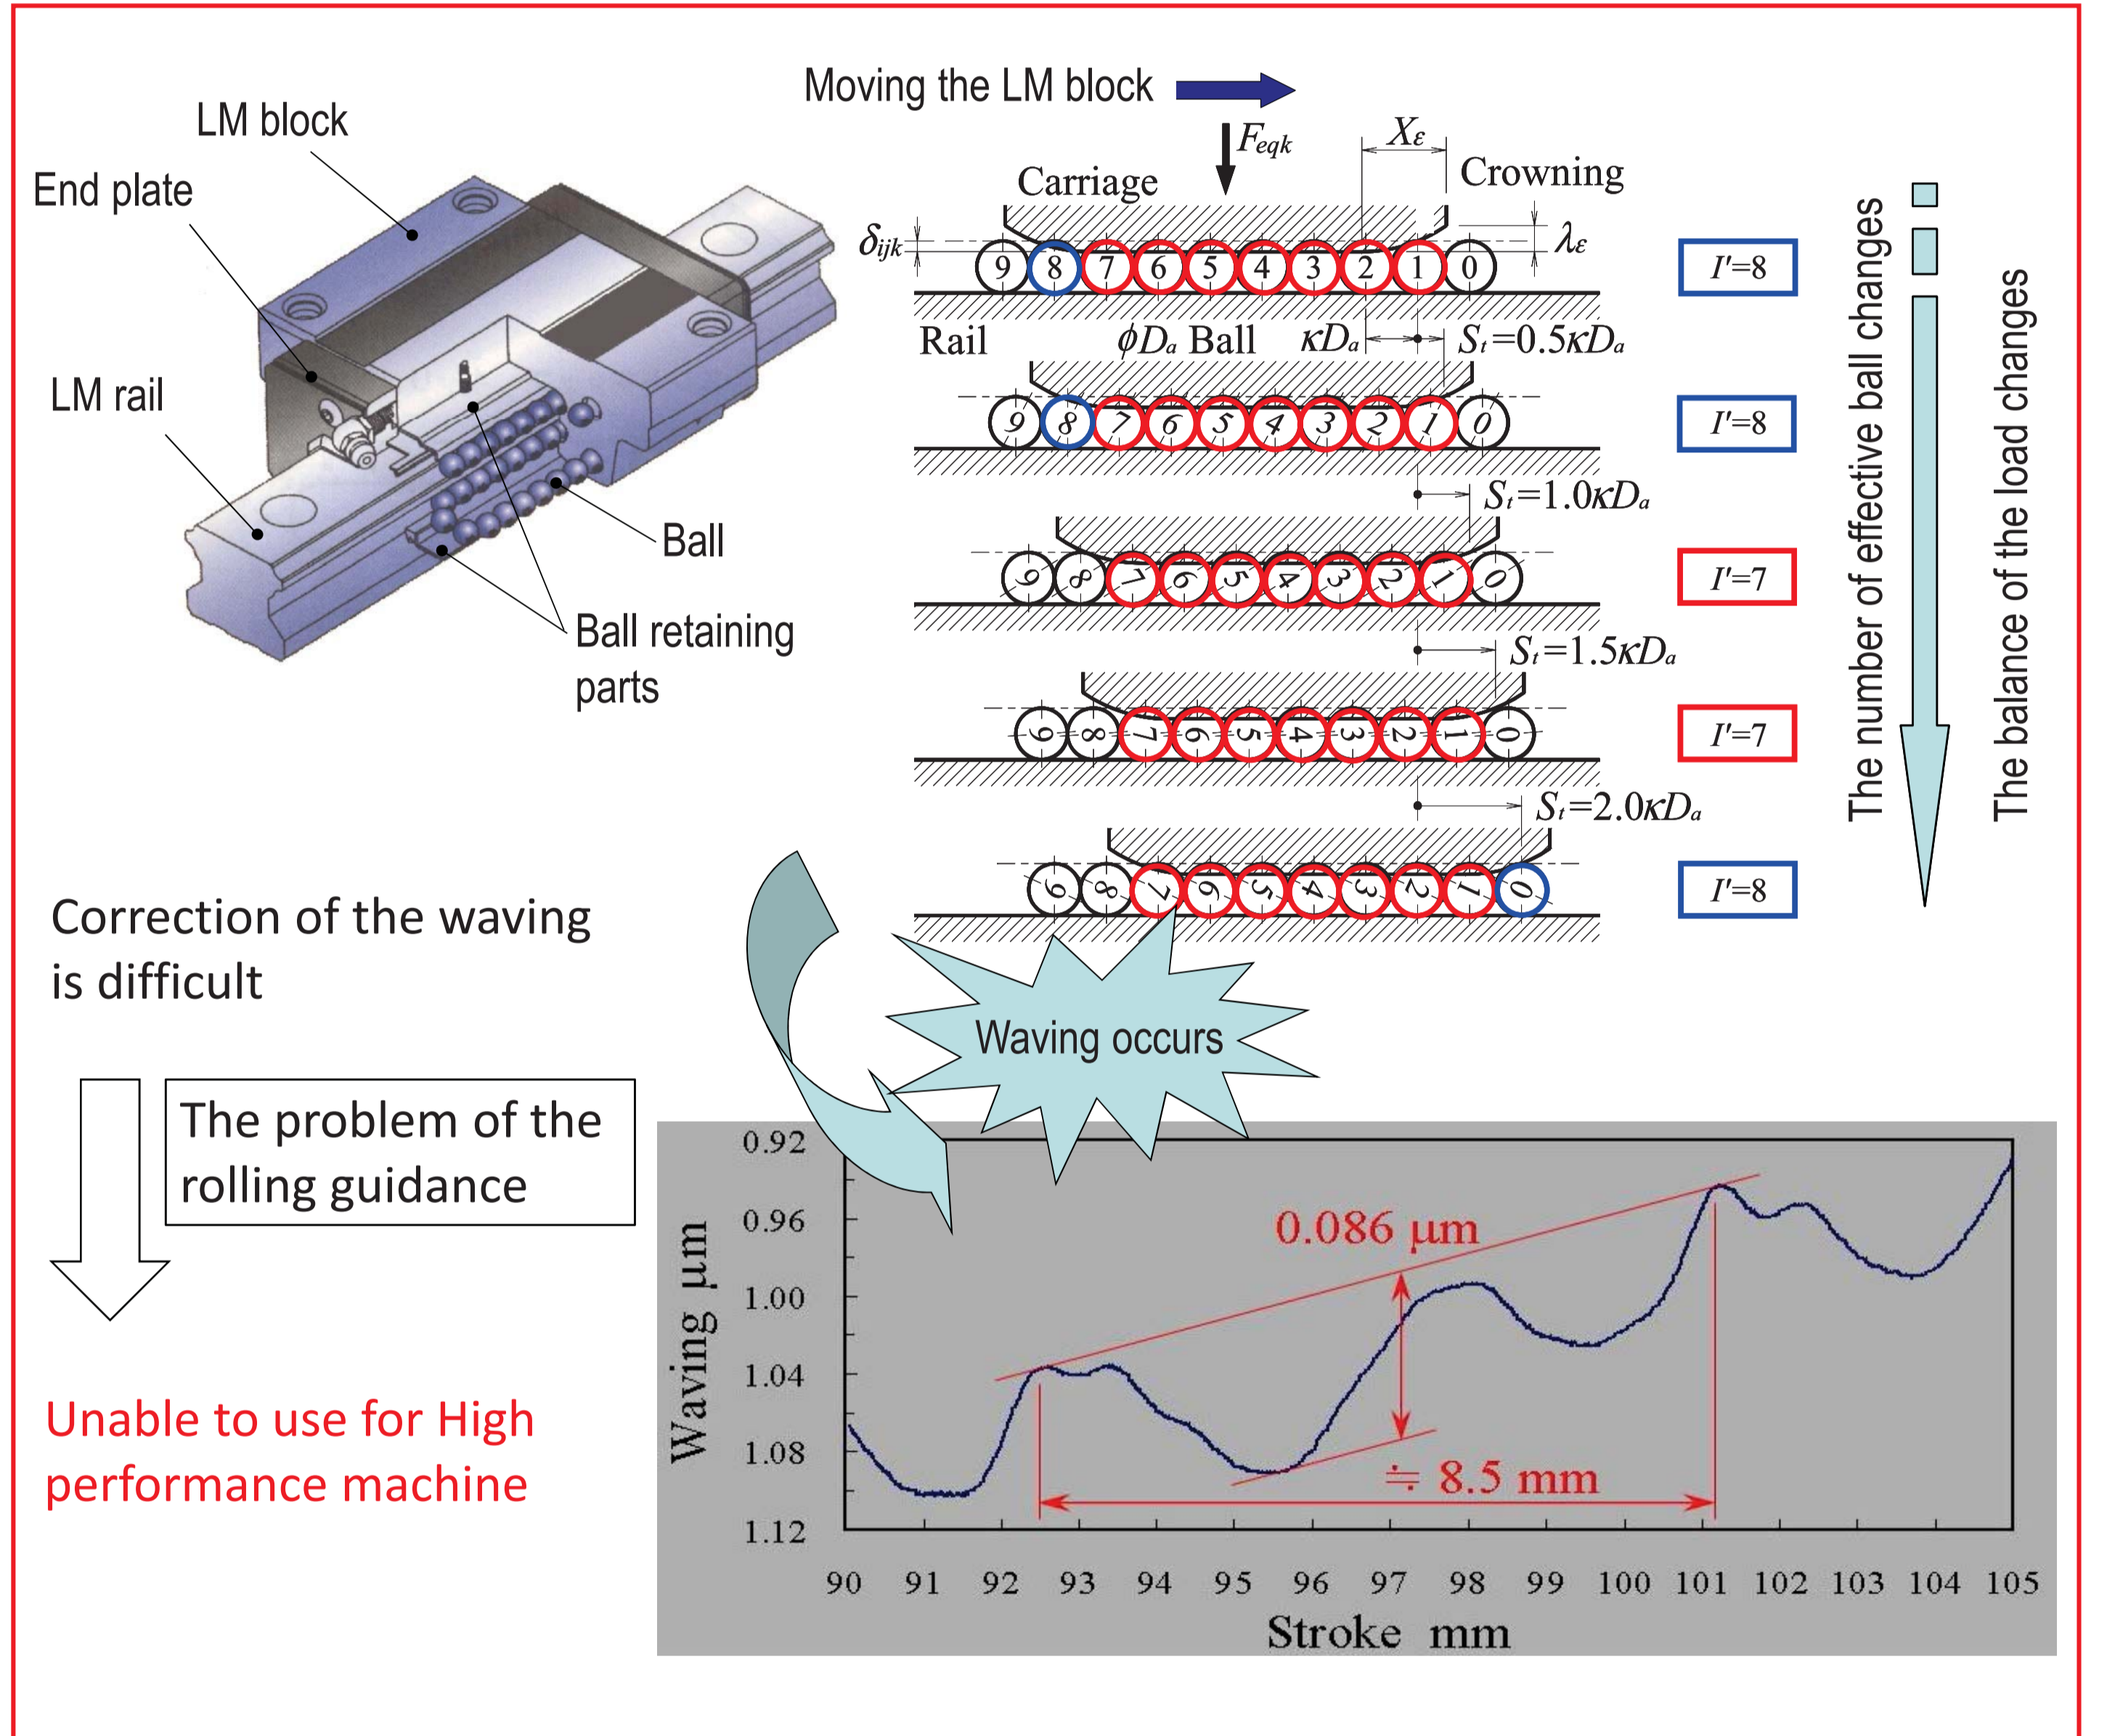 LM block
End plate
LM rail
Ball
Ball retaining
parts
Moving the LM block
Feqk
Xε
Carriage
Crowning
δijk
λε
9 8 7 6 5 4 3 2 1 0
I'=8
Rail
ϕDa Ball
κDa
St=0.5κDa
9 8 7 6 5 4 3 2 1 0
I'=8
St=1.0κDa
9 8 7 6 5 4 3 2 1 0
I'=7
St=1.5κDa
9 8 7 6 5 4 3 2 1 0
I'=7
St=2.0κDa
9 8 7 6 5 4 3 2 1 0
I'=8
The number of effective ball changes
The balance of the load changes
Correction of the waving
is difficult
The problem of the
rolling guidance
Unable to use for High
performance machine
Waving occurs
Waving μm
0.92
0.96
1.00
1.04
1.08
1.12
0.086 μm
≒ 8.5 mm
90 91 92 93 94 95 96 97 98 99 100 101 102 103 104 105
Stroke mm